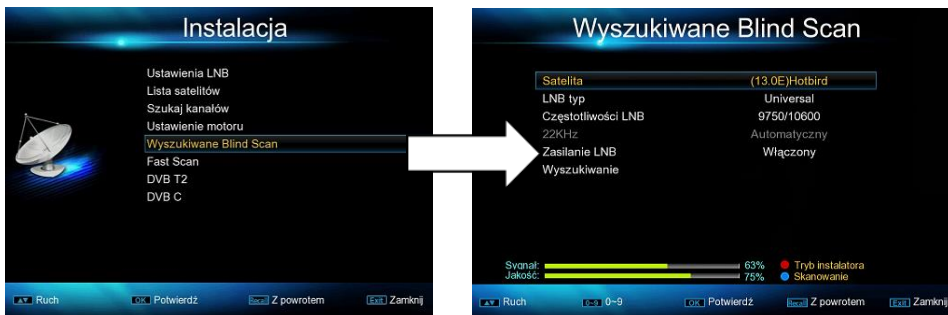 Instalacja
Ustawienia LNB
Lista satelitów
Szukaj kanałów
Ustawienie motoru
Wyszukiwane Blind Scan
Fast Scan
DVB T2
DVB C
▲▼ Ruch OK Potwierdź Recall Z powrotem Exit Zamknij
Wyszukiwane Blind Scan
Satelita (13.0E)Hotbird
LNB typ Universal
Częstotliwości LNB 9750/10600
22KHz Automatyczny
Zasilanie LNB Włączony
Wyszukiwanie
Sygnał: 63% Tryb instalatora
Jakość: 75% Skanowanie
▲▼ Ruch 0~9 0~9 OK Potwierdź Recall Z powrotem Exit Zamknij